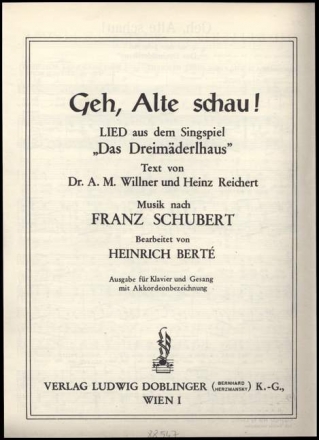 Geh, Alte schau!
LIED aus dem Singspiel
„Das Dreimäderlhaus”
Text von
Dr. A. M. Willner und Heinz Reichert
Musik nach
FRANZ SCHUBERT
Bearbeitet von
HEINRICH BERTÉ
Ausgabe für Klavier und Gesang
mit Akkordeonbezeichnung
VERLAG LUDWIG DOBLINGER (BERNHARD HERZMANSKY) K.-G.,
WIEN I